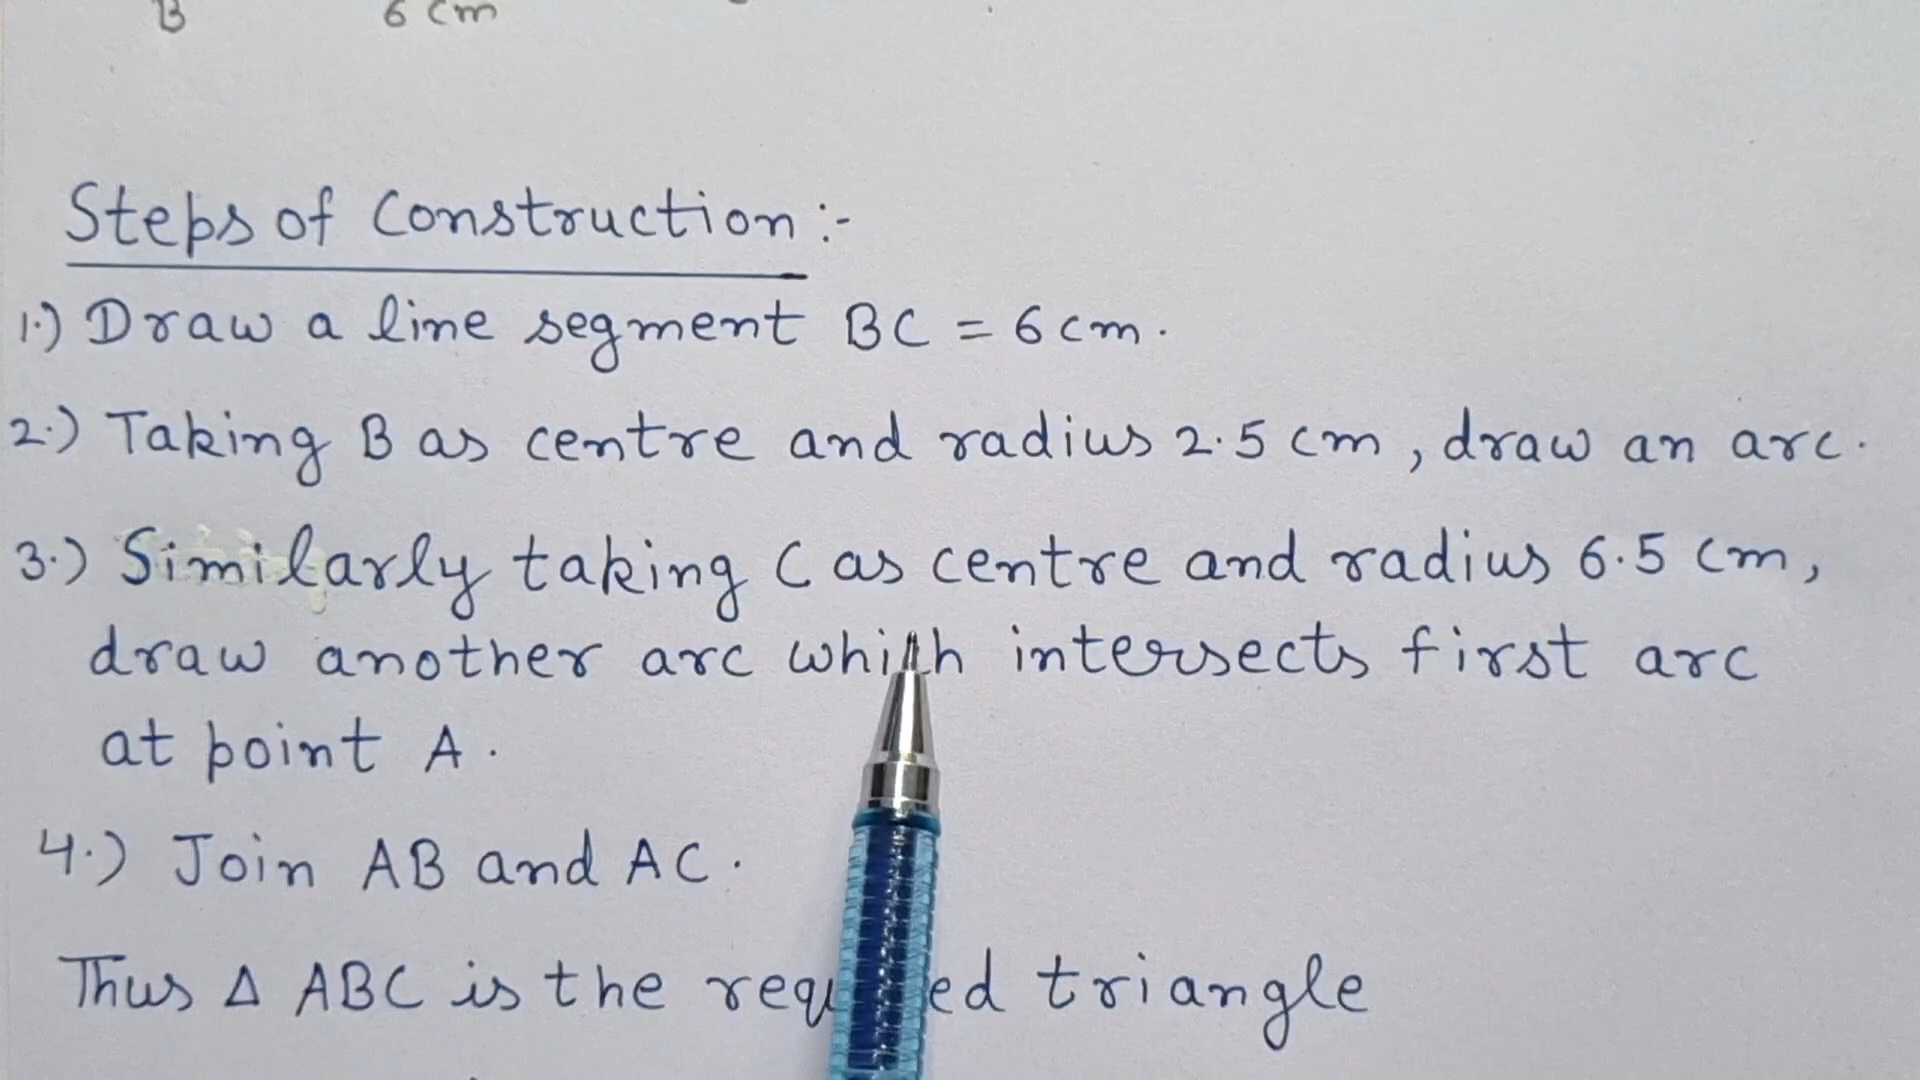 B 6 cm
Steps of Construction :-
1.) Draw a line segment BC = 6 cm.
2.) Taking B as centre and radius 2.5 cm, draw an arc.
3.) Similarly taking C as centre and radius 6.5 cm,
draw another arc which intersects first arc
at point A.
4.) Join AB and AC.
Thus Δ ABC is the required triangle